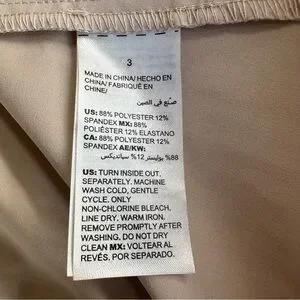 3
MADE IN CHINA/ HECHO EN
CHINA/ FABRIQUÉ EN
CHINE/
صنع في الصين
US: 88% POLYESTER 12%
SPANDEX MX: 88%
POLIÉSTER 12% ELASTANO
CA: 88% POLYESTER 12%
SPANDEX AE/KW:
88% بوليستر 12% سباندكس
US: TURN INSIDE OUT.
SEPARATELY. MACHINE
WASH COLD, GENTLE
CYCLE. ONLY
NON-CHLORINE BLEACH.
LINE DRY. WARM IRON.
REMOVE PROMPTLY AFTER
WASHING. DO NOT DRY
CLEAN MX: VOLTEAR AL
REVÉS. POR SEPARADO.